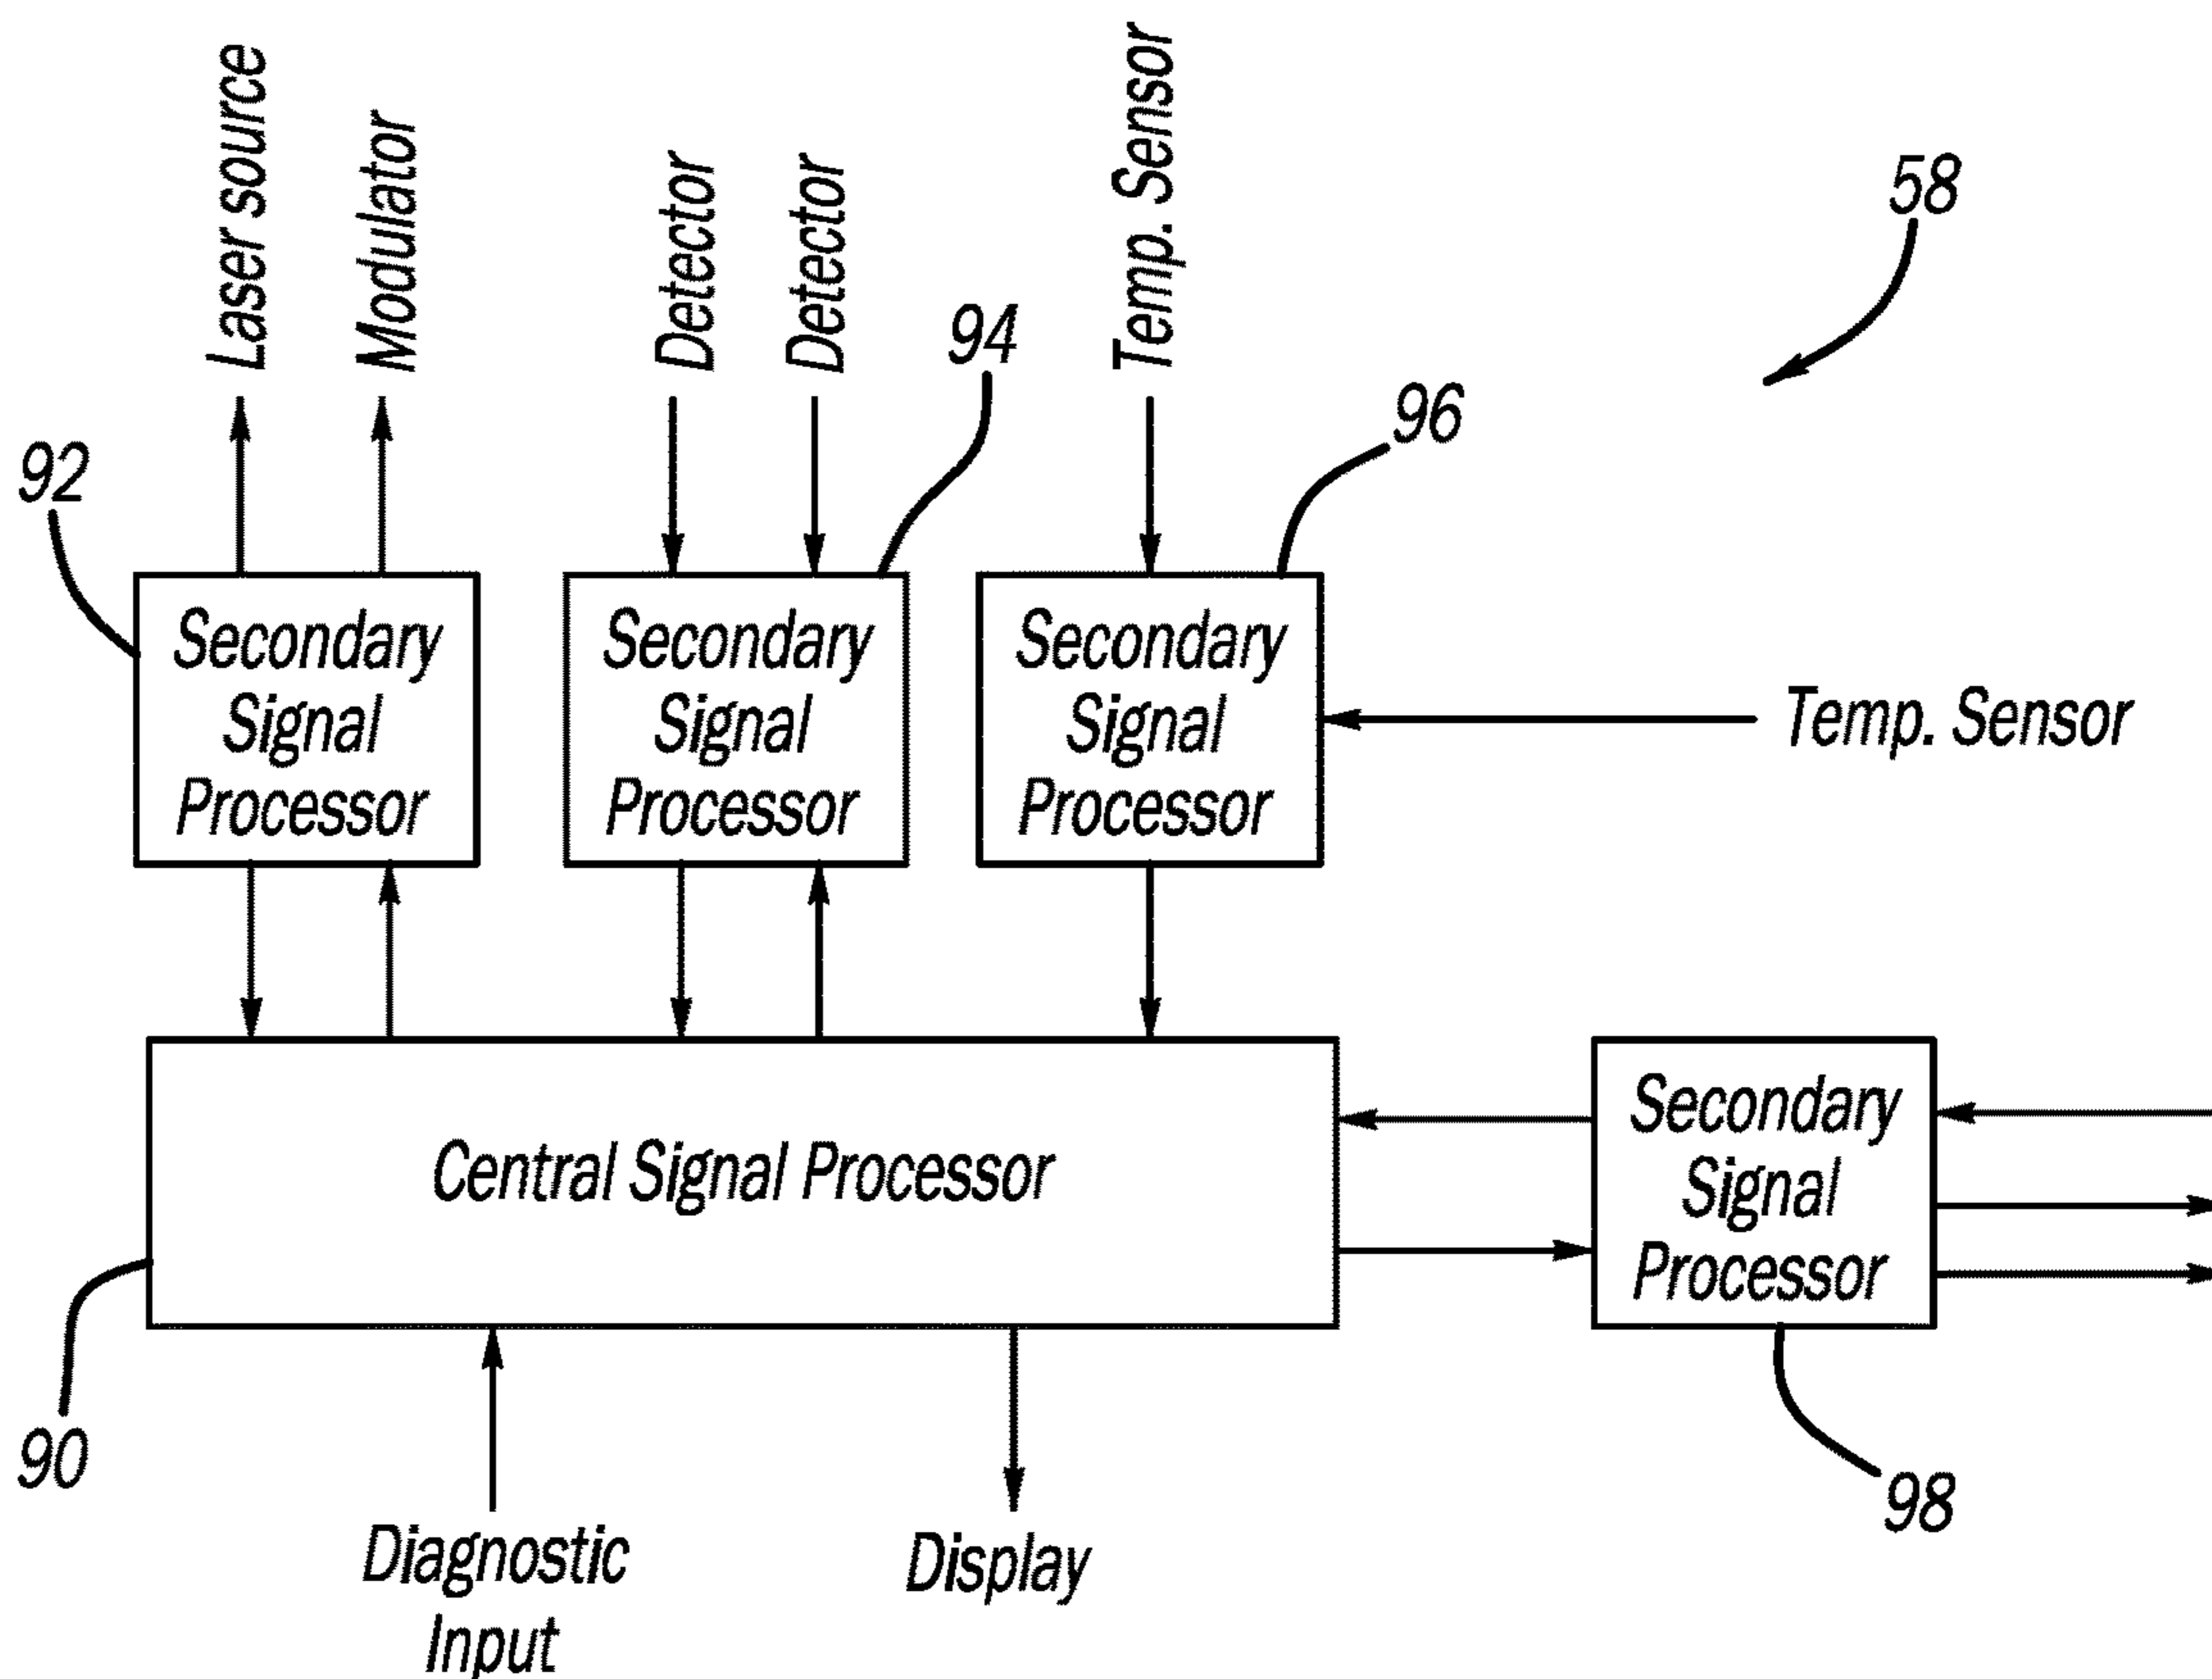 Laser source
Modulator
Detector
Detector
Temp. Sensor
58
94
96
92
Secondary
Signal
Processor
Secondary
Signal
Processor
Secondary
Signal
Processor
Temp. Sensor
Central Signal Processor
Secondary
Signal
Processor
90
98
Diagnostic
Input
Display